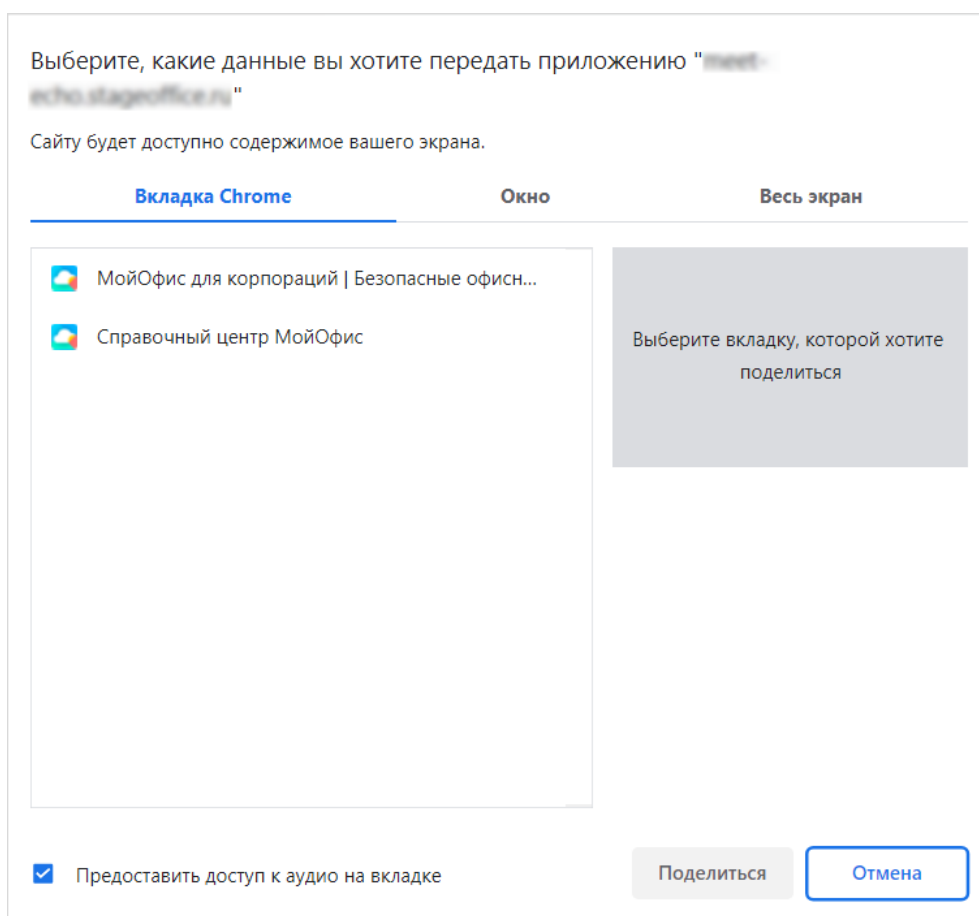 Выберите, какие данные вы хотите передать приложению "
"
Сайту будет доступно содержимое вашего экрана.
Вкладка Chrome Окно Весь экран
МойОфис для корпораций | Безопасные офисн...
Справочный центр МойОфис
Выберите вкладку, которой хотите
поделиться
Предоставить доступ к аудио на вкладке
Поделиться Отмена